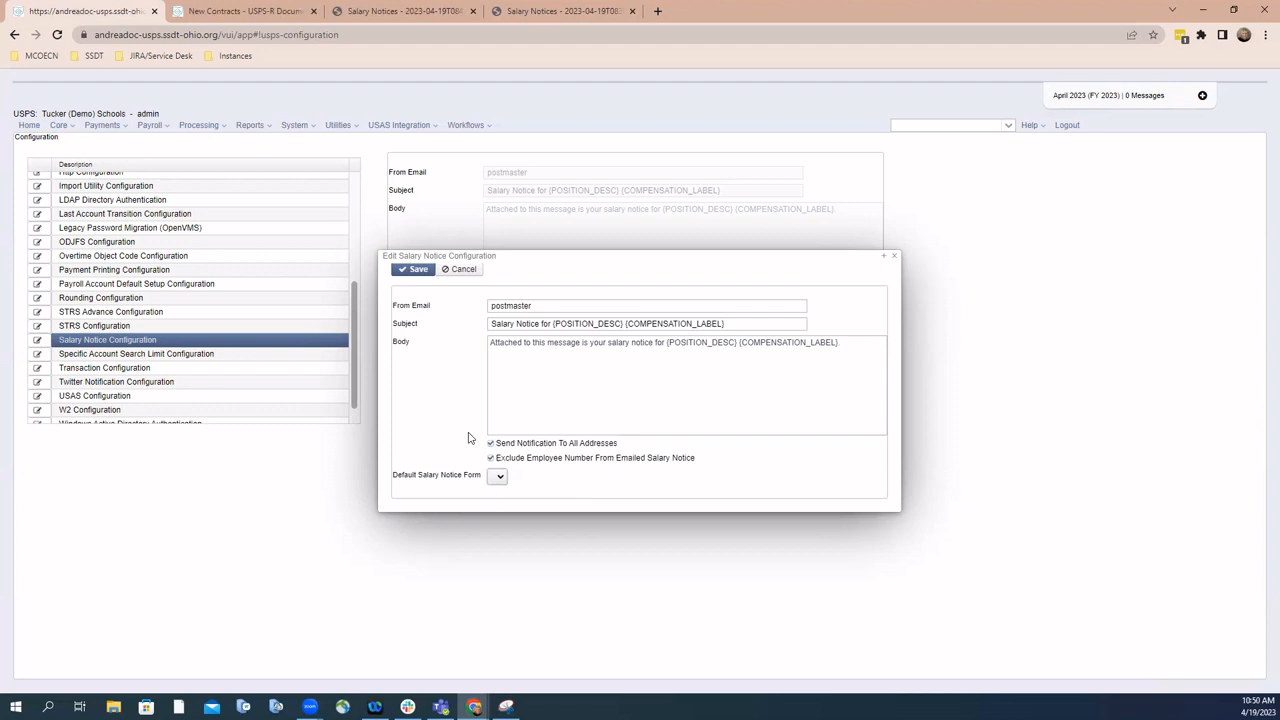 https://andreadoc-usps.ssdt-ohio.org/
New Contracts - USPS-R Docum
Salary Notices - 2023-04-19T08
Salary Notices - 2023-04-19T08
andreadoc-usps.ssdt-ohio.org/vui/app#!usps-configuration
1
MCOECN
SSDT
JIRA/Service Desk
Instances
April 2023 (FY 2023) | 0 Messages
USPS: Tucker (Demo) Schools - admin
Home Core Payments Payroll Processing Reports System Utilities USAS Integration Workflows Help Logout
Configuration
Description
Import Utility Configuration
LDAP Directory Authentication
Last Account Transition Configuration
Legacy Password Migration (OpenVMS)
ODJFS Configuration
Overtime Object Code Configuration
Payment Printing Configuration
Payroll Account Default Setup Configuration
Rounding Configuration
STRS Advance Configuration
STRS Configuration
Salary Notice Configuration
Specific Account Search Limit Configuration
Transaction Configuration
Twitter Notification Configuration
USAS Configuration
W2 Configuration
From Email postmaster
Subject Salary Notice for {POSITION_DESC} {COMPENSATION_LABEL}
Body Attached to this message is your salary notice for {POSITION_DESC} {COMPENSATION_LABEL}.
Edit Salary Notice Configuration
Save Cancel
From Email postmaster
Subject Salary Notice for {POSITION_DESC} {COMPENSATION_LABEL}
Body Attached to this message is your salary notice for {POSITION_DESC} {COMPENSATION_LABEL}.
Send Notification To All Addresses
Exclude Employee Number From Emailed Salary Notice
Default Salary Notice Form
10:50 AM
4/19/2023